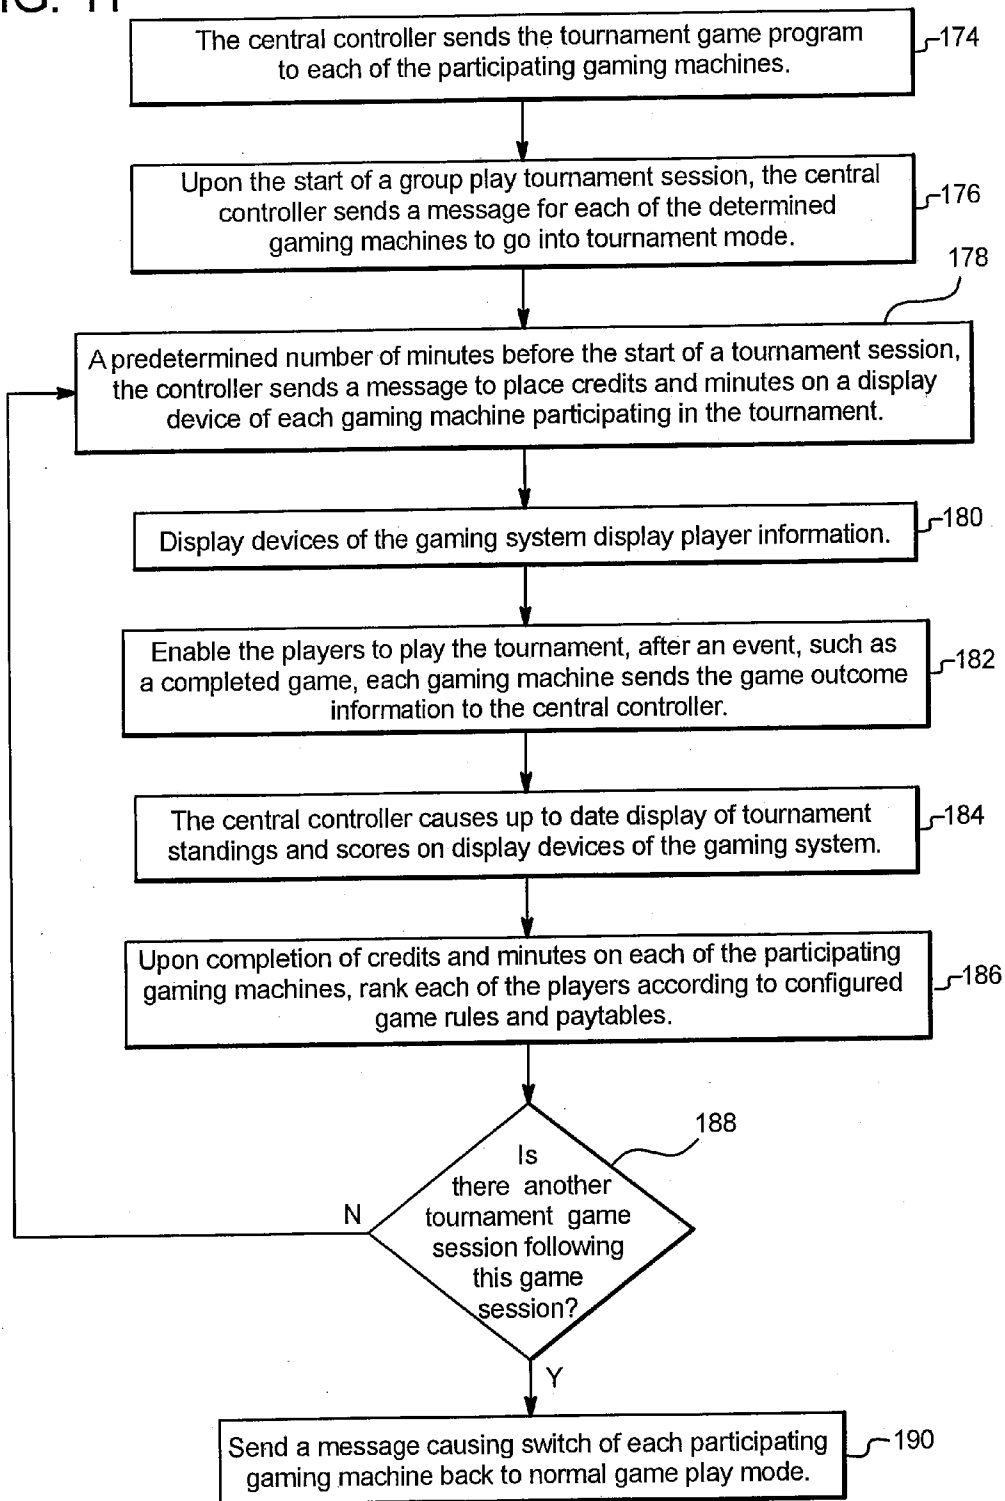 FIG. 11
The central controller sends the tournament game program
to each of the participating gaming machines.
174
Upon the start of a group play tournament session, the central
controller sends a message for each of the determined
gaming machines to go into tournament mode.
176
178
A predetermined number of minutes before the start of a tournament session,
the controller sends a message to place credits and minutes on a display
device of each gaming machine participating in the tournament.
Display devices of the gaming system display player information.
180
Enable the players to play the tournament, after an event, such as
a completed game, each gaming machine sends the game outcome
information to the central controller.
182
The central controller causes up to date display of tournament
standings and scores on display devices of the gaming system.
184
Upon completion of credits and minutes on each of the participating
gaming machines, rank each of the players according to configured
game rules and paytables.
186
188
Is
there another
tournament game
session following
this game
session?
N
Y
Send a message causing switch of each participating
gaming machine back to normal game play mode.
190